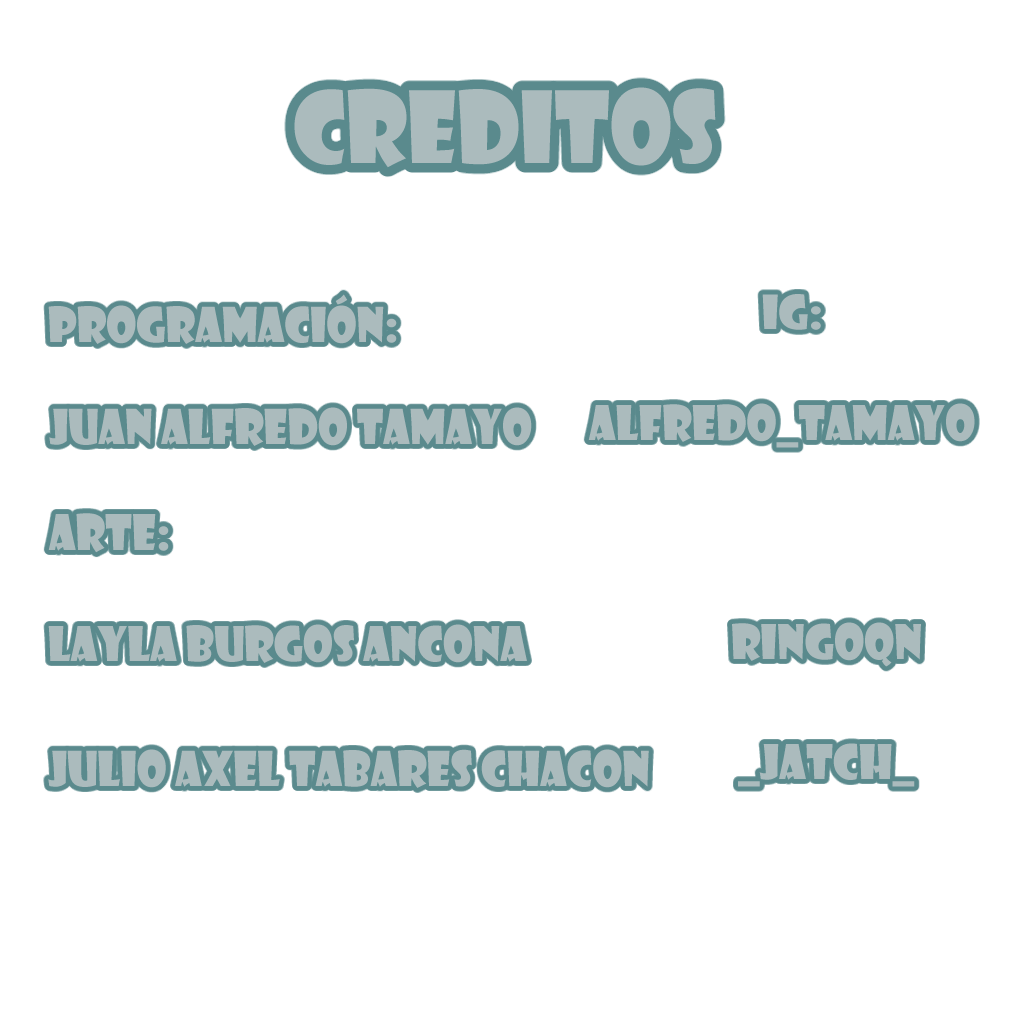 CREDITOS
PROGRAMACIÓN: IG:
JUAN ALFREDO TAMAYO ALFREDO_TAMAYO
ARTE:
LAYLA BURGOS ANCONA RINGOQN
JULIO AXEL TABARES CHACON _JATCH_